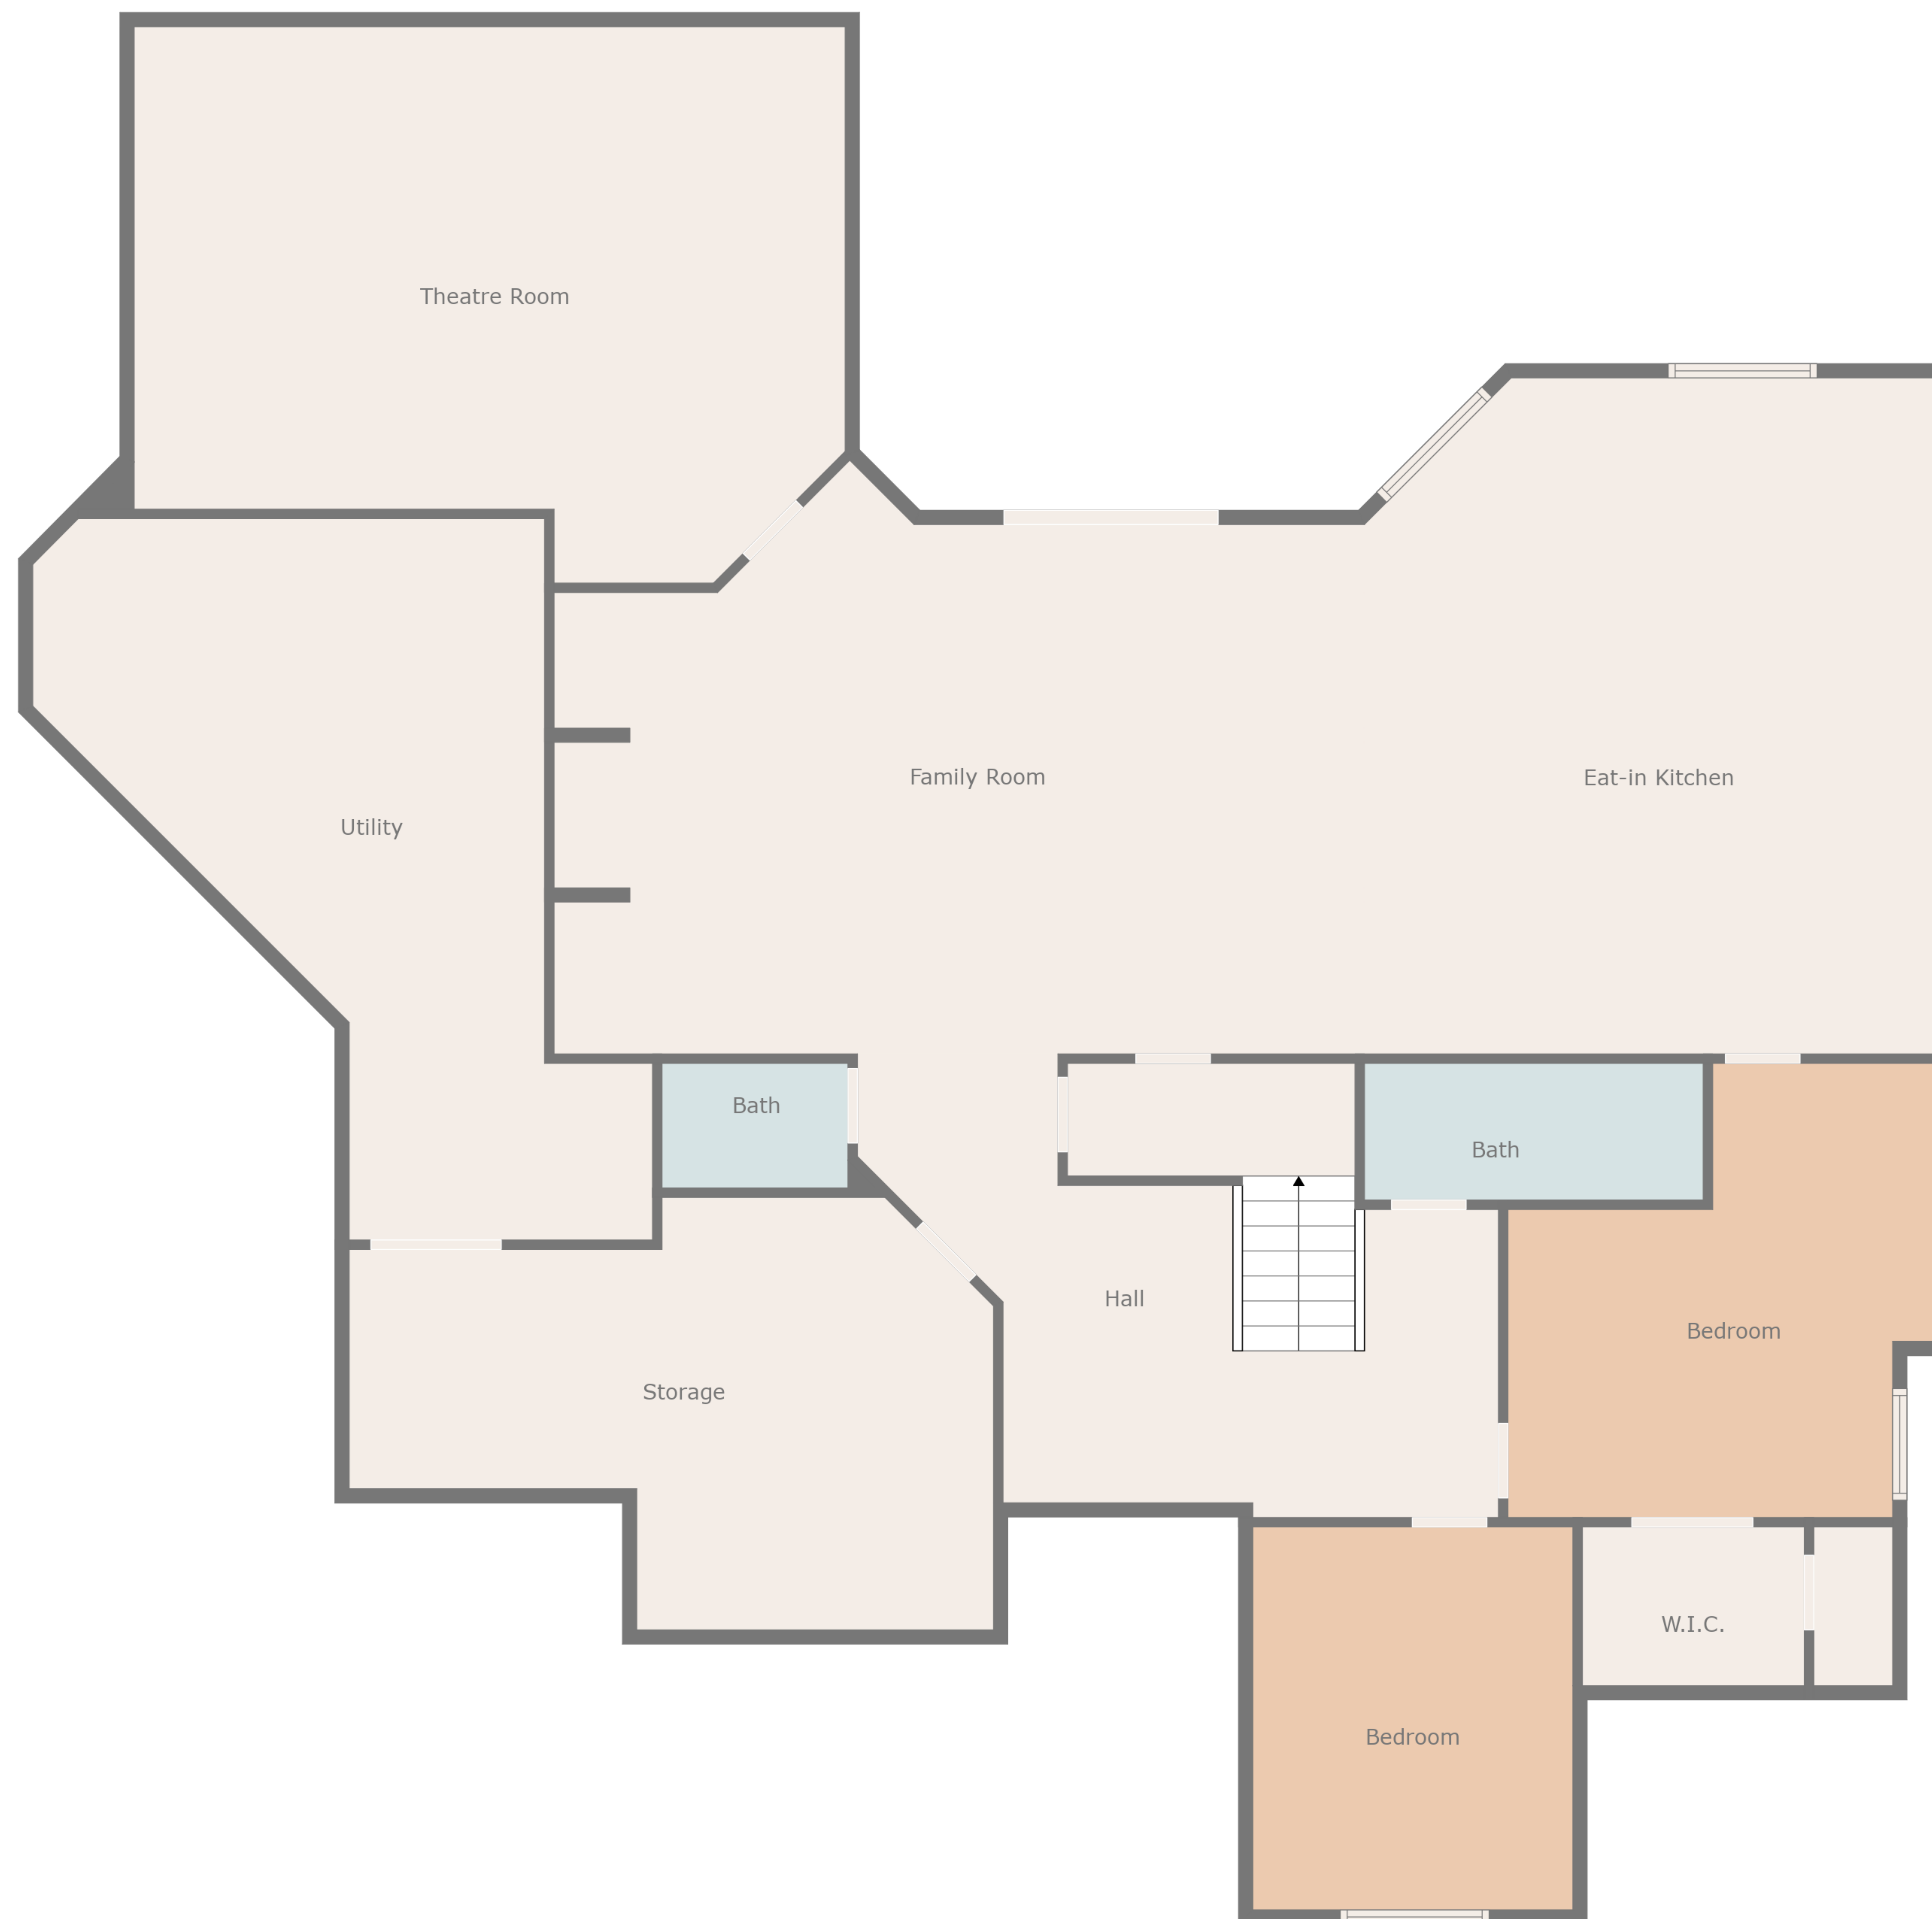 Theatre Room
Family Room
Eat-in Kitchen
Utility
Bath
Bath
Hall
Bedroom
Storage
W.I.C.
Bedroom